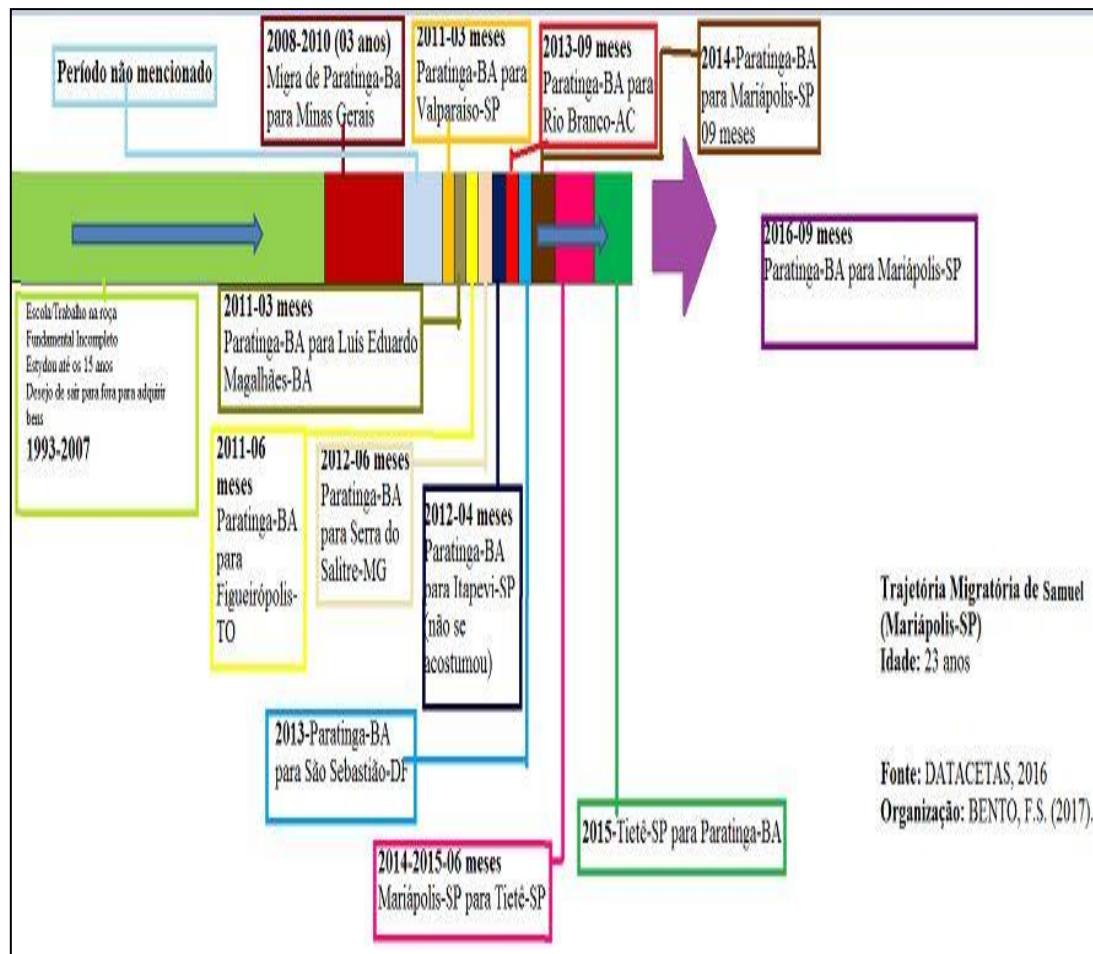 Período não mencionado
2008-2010 (03 anos)
Migra de Paratinga-Ba
para Minas Gerais
2011-03 meses
Paratinga-BA para
Valparaíso-SP
2013-09 meses
Paratinga-BA para
Rio Branco-AC
2014-Paratinga-BA
para Mariápolis-SP
09 meses
2016-09 meses
Paratinga-BA para Mariápolis-SP
Escola/Trabalho na roça
Fundamental Incompleto
Estydou até os 15 anos
Desejo de sair para fora para adquirir
bens
1993-2007
2011-03 meses
Paratinga-BA para Luís Eduardo
Magalhães-BA
2011-06
meses
Paratinga-BA
para
Figueirópolis-
TO
2012-06 meses
Paratinga-BA
para Serra do
Salitre-MG
2012-04 meses
Paratinga-BA
para Itapevi-SP
(não se
acostumou)
2013-Paratinga-BA
para São Sebastião-DF
2014-2015-06 meses
Mariápolis-SP para Tietê-SP
2015-Tietê-SP para Paratinga-BA
Trajetória Migratória de Samuel
(Mariápolis-SP)
Idade: 23 anos
Fonte: DATACETAS, 2016
Organização: BENTO, F.S. (2017).